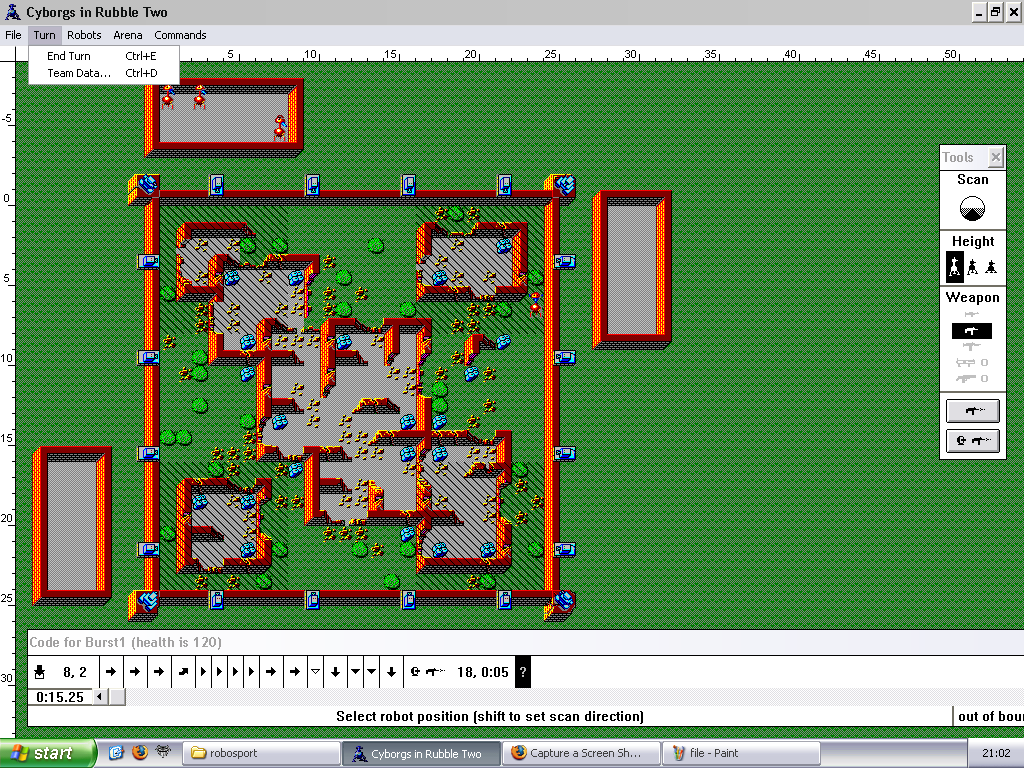 Cyborgs in Rubble Two
File Turn Robots Arena Commands
End Turn Ctrl+E
Team Data... Ctrl+D
5 10 15 20 25 30 35 40 45 50
-5
0
5
10
15
20
25
30
Tools
Scan
Height
Weapon
0
0
Code for Burst1 (health is 120)
8, 2 18, 0:05 ?
0:15.25
Select robot position (shift to set scan direction) out of bou
start robosport Cyborgs in Rubble Two Capture a Screen Sh... file - Paint 21:02